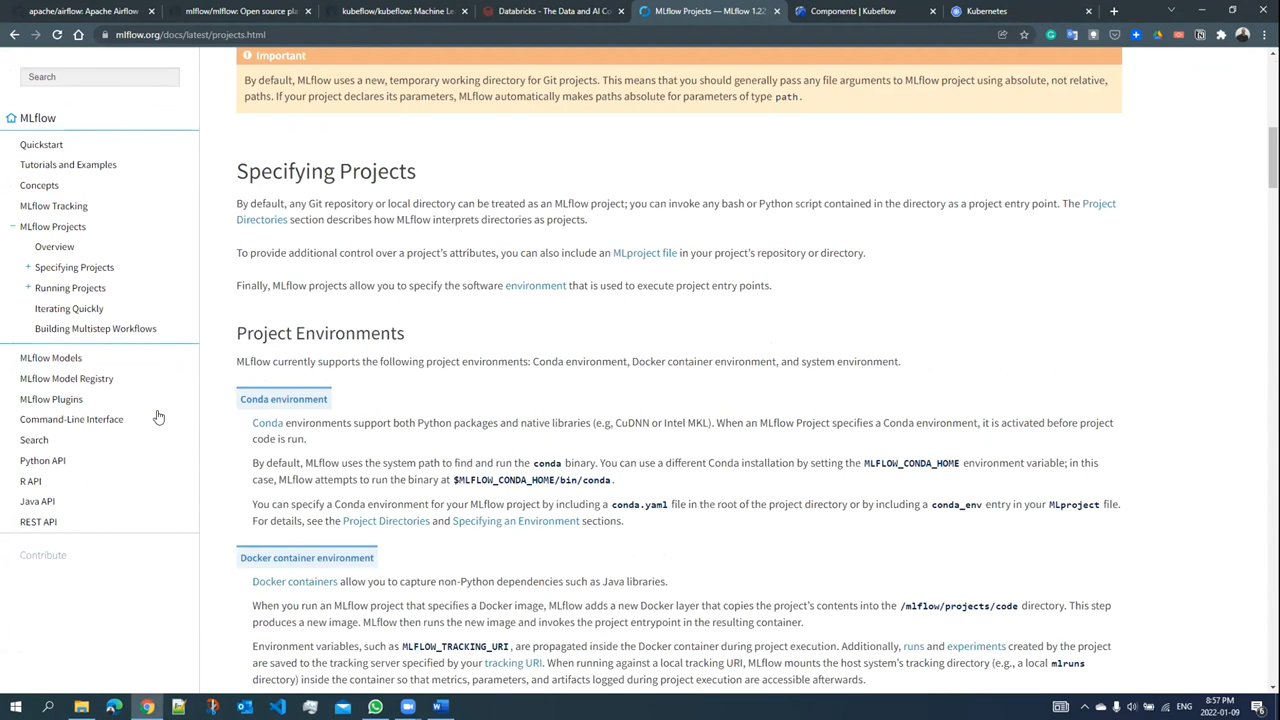 apache/airflow: Apache Airflow
mlflow/mlflow: Open source pla
kubeflow/kubeflow: Machine Lea
Databricks - The Data and AI Co
MLflow Projects — MLflow 1.22
Components | Kubeflow
Kubernetes
mlflow.org/docs/latest/projects.html
Important
By default, MLflow uses a new, temporary working directory for Git projects. This means that you should generally pass any file arguments to MLflow project using absolute, not relative,
paths. If your project declares its parameters, MLflow automatically makes paths absolute for parameters of type path.
Search
MLflow
Quickstart
Tutorials and Examples
Concepts
MLflow Tracking
MLflow Projects
Overview
Specifying Projects
Running Projects
Iterating Quickly
Building Multistep Workflows
MLflow Models
MLflow Model Registry
MLflow Plugins
Command-Line Interface
Search
Python API
R API
Java API
REST API
Contribute
Specifying Projects
By default, any Git repository or local directory can be treated as an MLflow project; you can invoke any bash or Python script contained in the directory as a project entry point. The Project
Directories section describes how MLflow interprets directories as projects.
To provide additional control over a project's attributes, you can also include an MLproject file in your project's repository or directory.
Finally, MLflow projects allow you to specify the software environment that is used to execute project entry points.
Project Environments
MLflow currently supports the following project environments: Conda environment, Docker container environment, and system environment.
Conda environment
Conda environments support both Python packages and native libraries (e.g, CuDNN or Intel MKL). When an MLflow Project specifies a Conda environment, it is activated before project
code is run.
By default, MLflow uses the system path to find and run the conda binary. You can use a different Conda installation by setting the MLFLOW_CONDA_HOME environment variable; in this
case, MLflow attempts to run the binary at $MLFLOW_CONDA_HOME/bin/conda.
You can specify a Conda environment for your MLflow project by including a conda.yaml file in the root of the project directory or by including a conda_env entry in your MLproject file.
For details, see the Project Directories and Specifying an Environment sections.
Docker container environment
Docker containers allow you to capture non-Python dependencies such as Java libraries.
When you run an MLflow project that specifies a Docker image, MLflow adds a new Docker layer that copies the project's contents into the /mlflow/projects/code directory. This step
produces a new image. MLflow then runs the new image and invokes the project entrypoint in the resulting container.
Environment variables, such as MLFLOW_TRACKING_URI, are propagated inside the Docker container during project execution. Additionally, runs and experiments created by the project
are saved to the tracking server specified by your tracking URI. When running against a local tracking URI, MLflow mounts the host system's tracking directory (e.g., a local mlruns
directory) inside the container so that metrics, parameters, and artifacts logged during project execution are accessible afterwards.
ENG
8:57 PM
2022-01-09